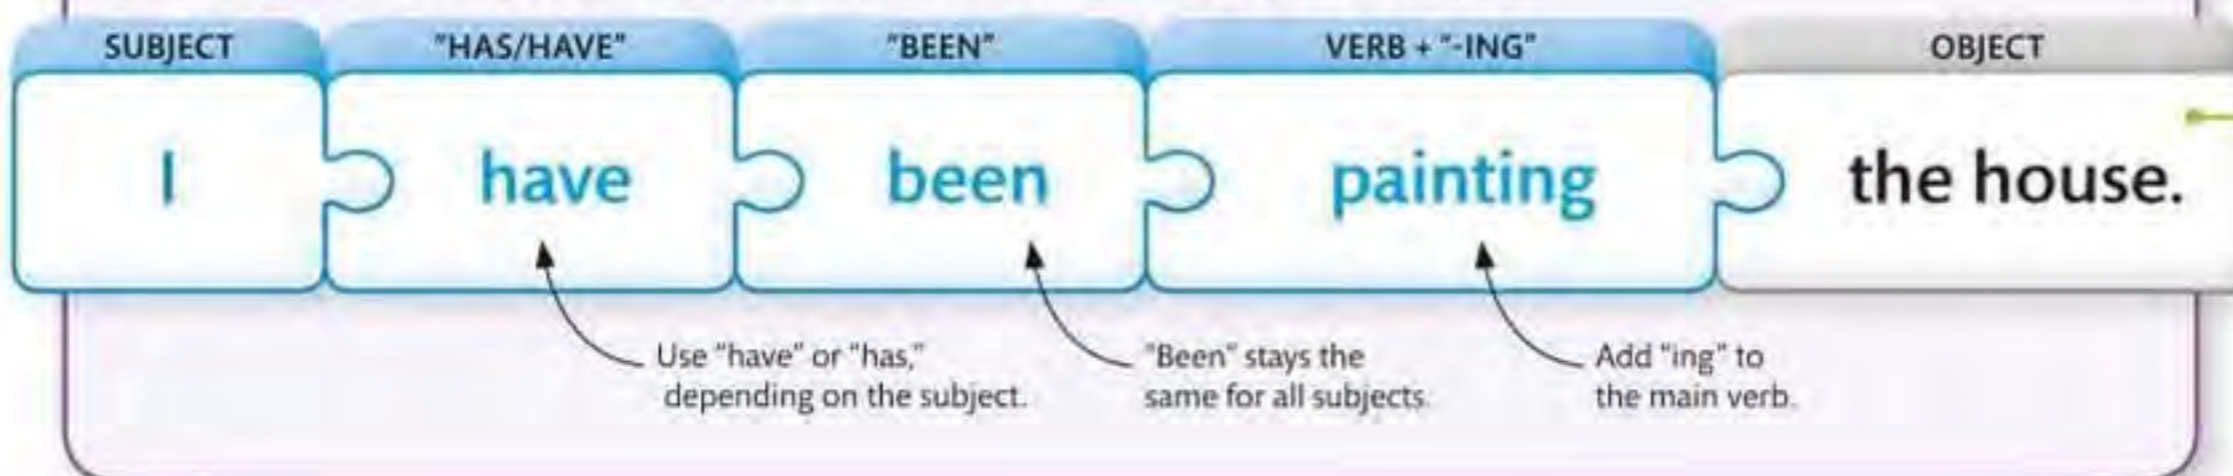 SUBJECT "HAS/HAVE" "BEEN" VERB + "-ING" OBJECT
I have been painting the house.
Use "have" or "has,"
depending on the subject.
"Been" stays the
same for all subjects.
Add "ing" to
the main verb.